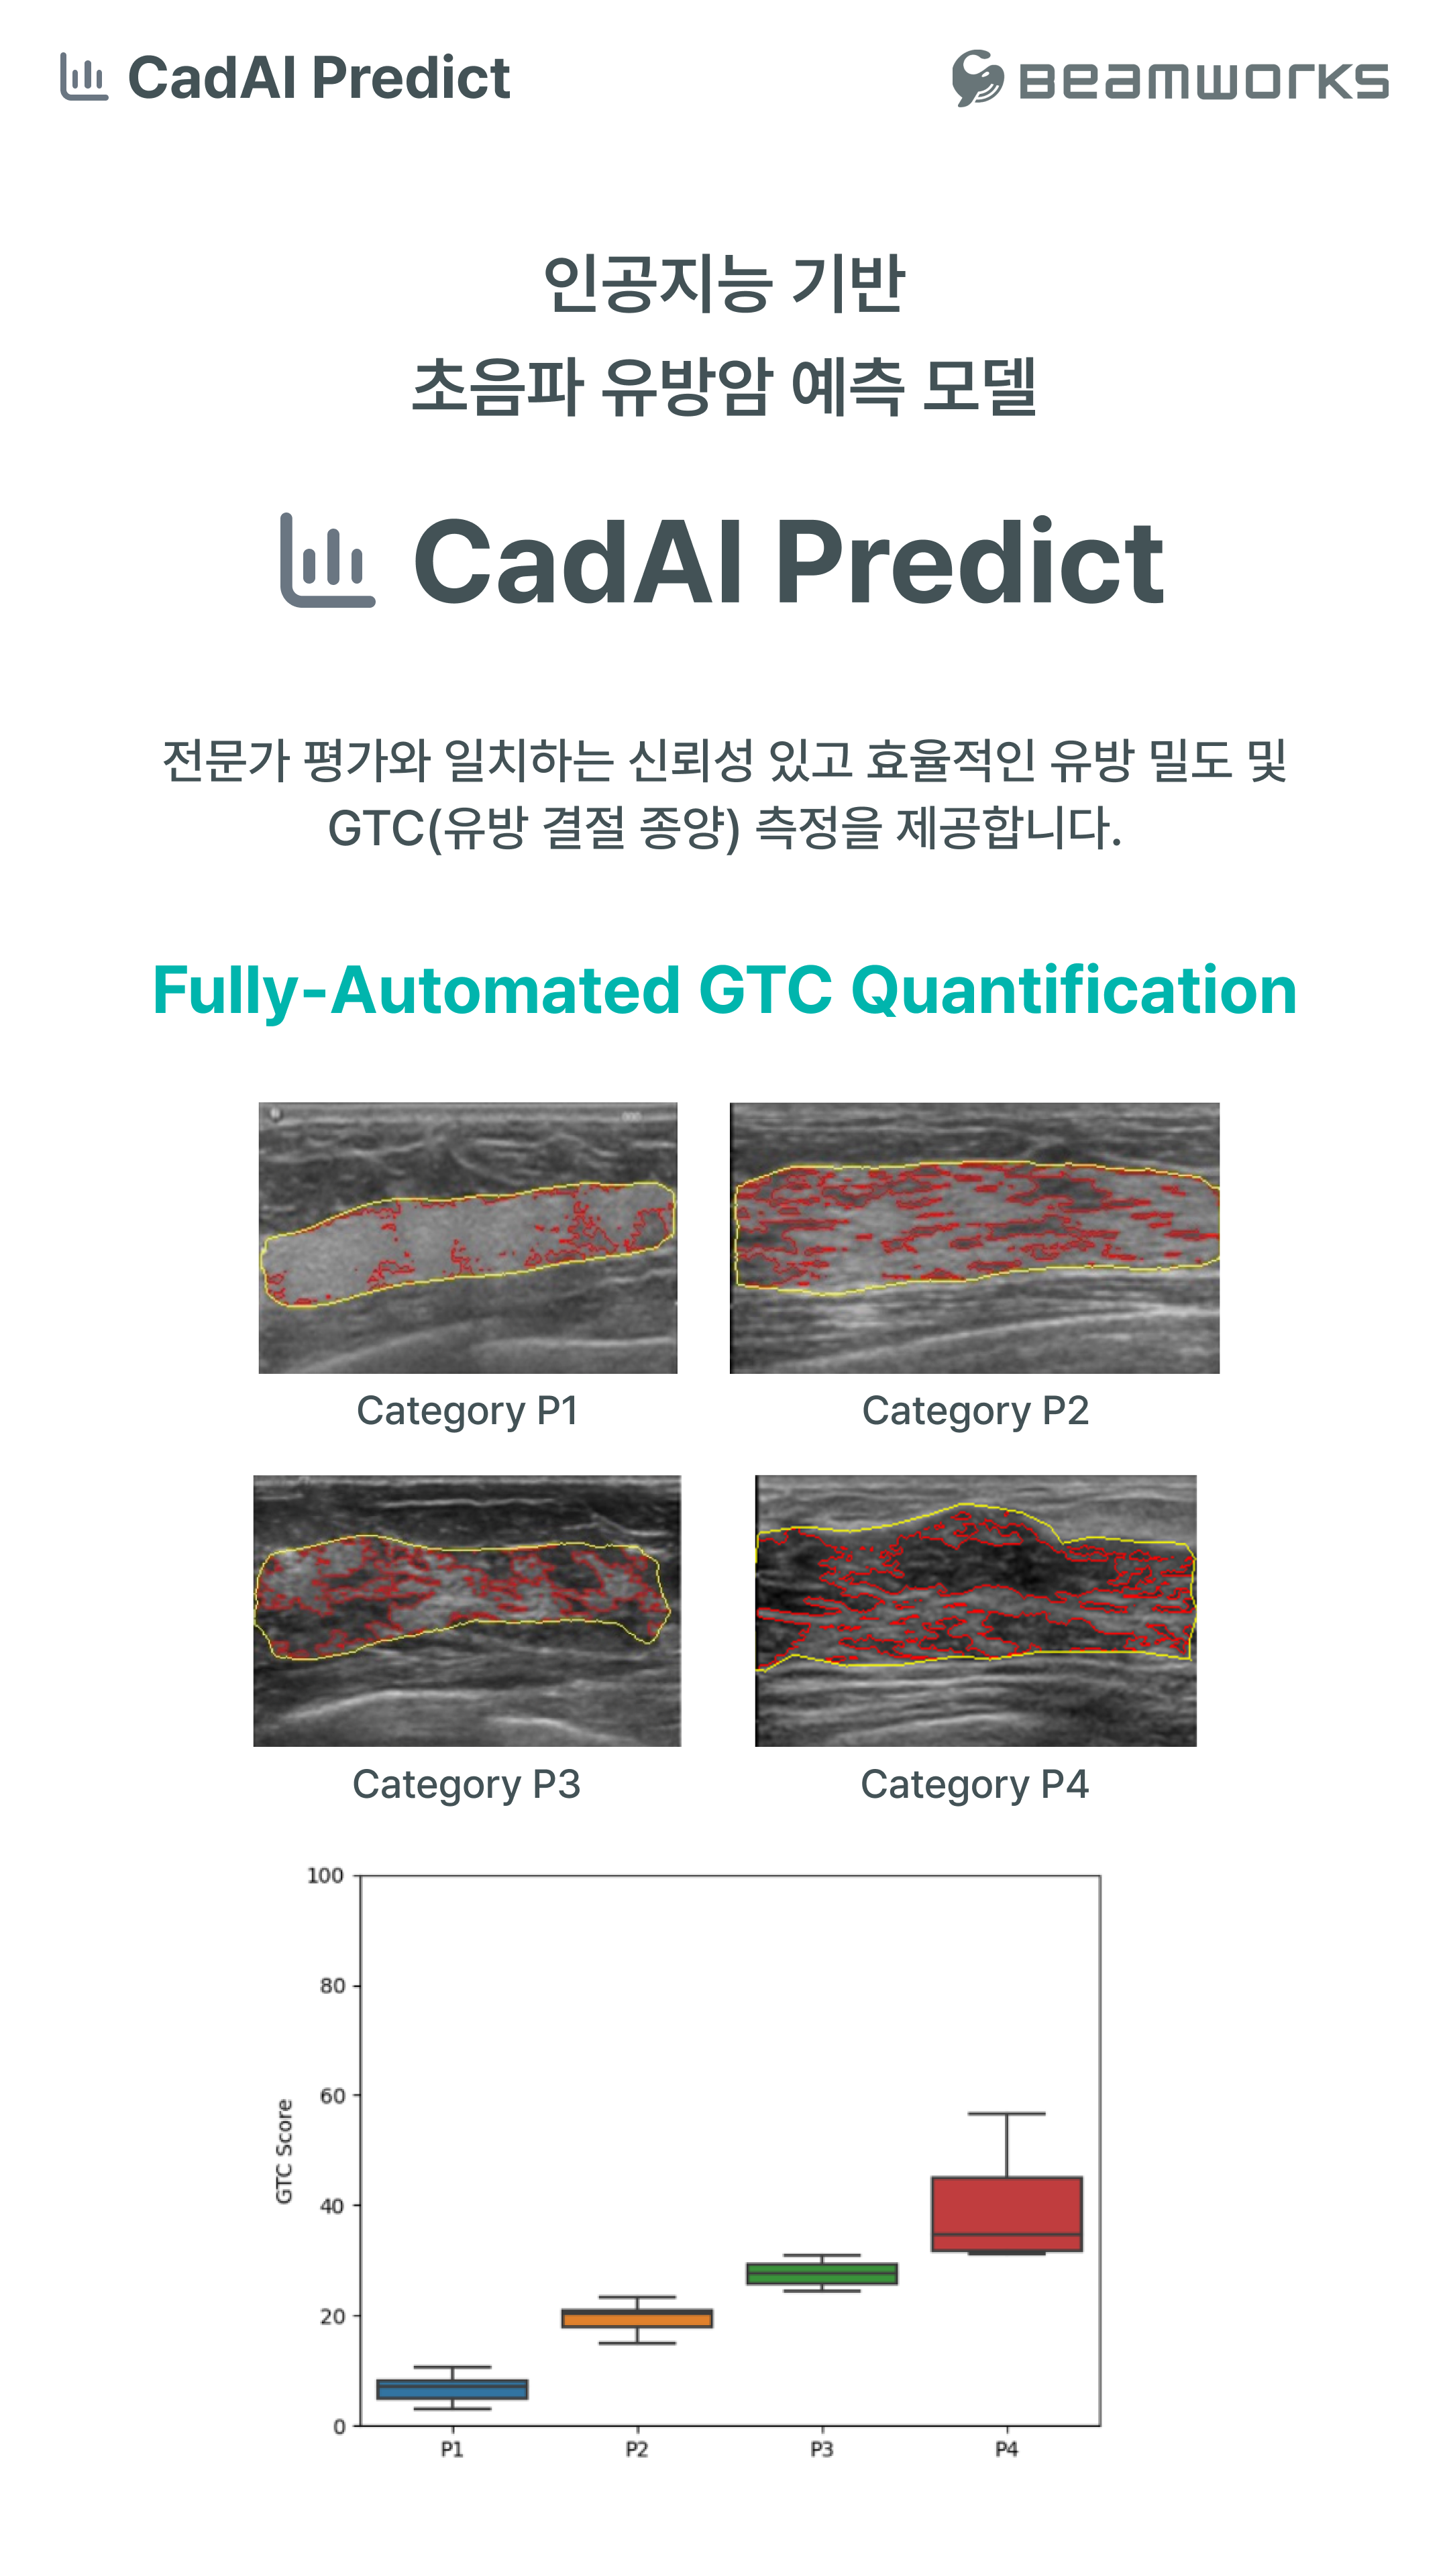 CadAI Predict
BEAMWORKS
인공지능 기반
초음파 유방암 예측 모델
CadAI Predict
전문가 평가와 일치하는 신뢰성 있고 효율적인 유방 밀도 및
GTC(유방 결절 종양) 측정을 제공합니다.
Fully-Automated GTC Quantification
Category P1
Category P2
Category P3
Category P4
100
80
60
40
20
0
GTC Score
P1
P2
P3
P4